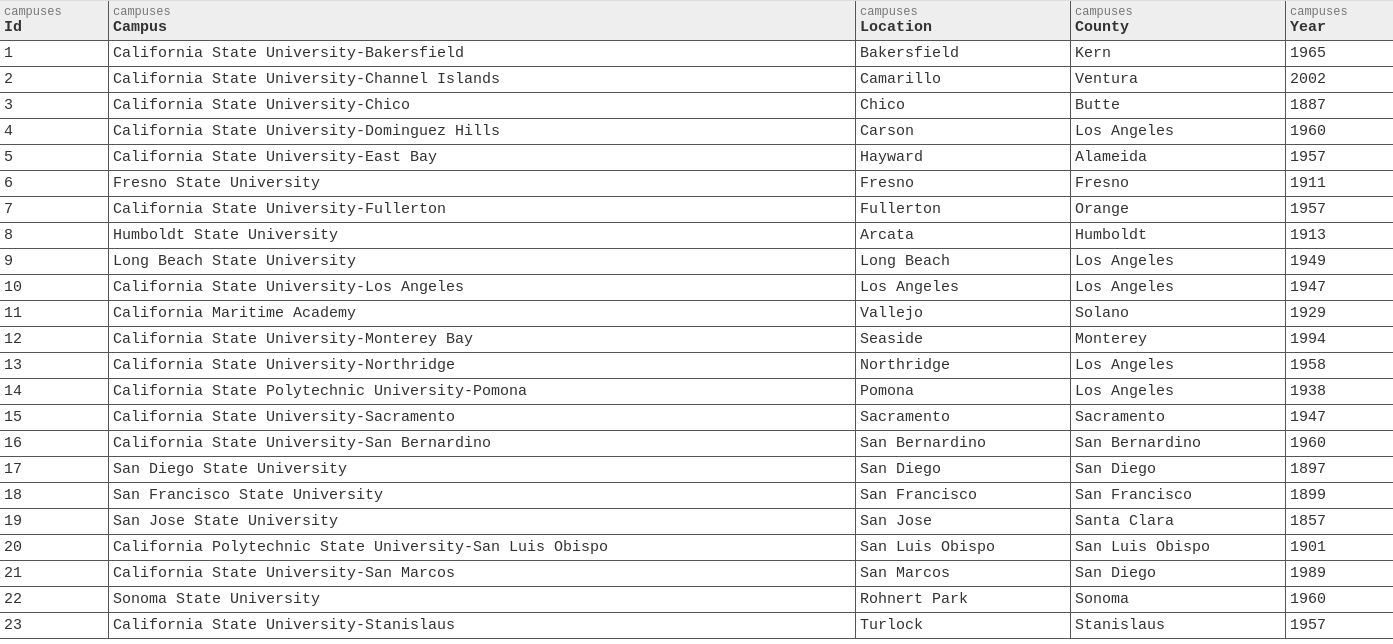 campuses campuses campuses campuses campuses
Id Campus Location County Year
1 California State University-Bakersfield Bakersfield Kern 1965
2 California State University-Channel Islands Camarillo Ventura 2002
3 California State University-Chico Chico Butte 1887
4 California State University-Dominguez Hills Carson Los Angeles 1960
5 California State University-East Bay Hayward Alameda 1957
6 Fresno State University Fresno Fresno 1911
7 California State University-Fullerton Fullerton Orange 1957
8 Humboldt State University Arcata Humboldt 1913
9 Long Beach State University Long Beach Los Angeles 1949
10 California State University-Los Angeles Los Angeles Los Angeles 1947
11 California Maritime Academy Vallejo Solano 1929
12 California State University-Monterey Bay Seaside Monterey 1994
13 California State University-Northridge Northridge Los Angeles 1958
14 California State Polytechnic University-Pomona Pomona Los Angeles 1938
15 California State University-Sacramento Sacramento Sacramento 1947
16 California State University-San Bernardino San Bernardino San Bernardino 1960
17 San Diego State University San Diego San Diego 1897
18 San Francisco State University San Francisco San Francisco 1899
19 San Jose State University San Jose Santa Clara 1857
20 California Polytechnic State University-San Luis Obispo San Luis Obispo San Luis Obispo 1901
21 California State University-San Marcos San Marcos San Diego 1989
22 Sonoma State University Rohnert Park Sonoma 1960
23 California State University-Stanislaus Turlock Stanislaus 1957